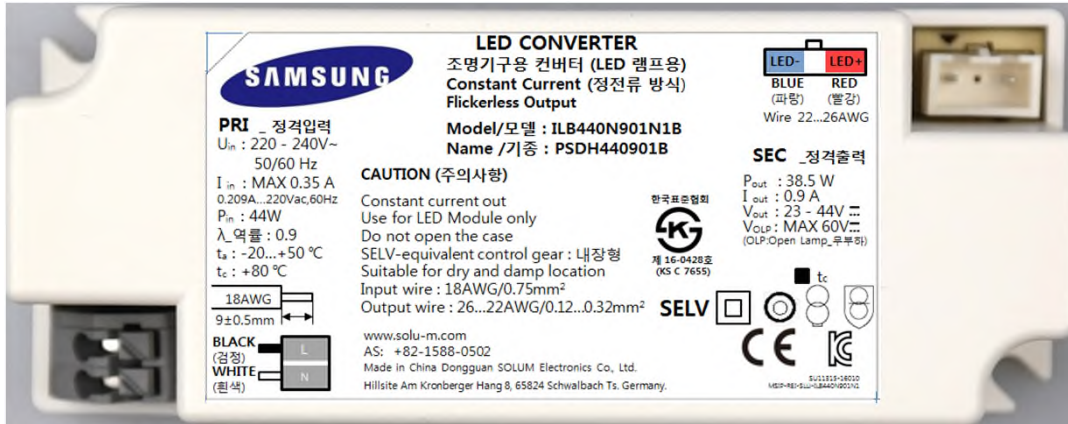 SAMSUNG
LED CONVERTER
조명기구용 컨버터 (LED 램프용)
Constant Current (정전류 방식)
Flickerless Output
Model/모델 : ILB440N901N1B
Name /기종 : PSDH440901B
LED- LED+
BLUE RED
(파랑) (빨강)
Wire 22...26AWG
PRI _ 정격입력
Uin : 220 - 240V~
50/60 Hz
I in : MAX 0.35 A
0.209A...220Vac,60Hz
Pin : 44W
λ_역률 : 0.9
ta : -20...+50 ℃
tc : +80 ℃
18AWG
9±0.5mm
BLACK
(검정)
L
WHITE
(흰색)
N
CAUTION (주의사항)
Constant current out
Use for LED Module only
Do not open the case
SELV-equivalent control gear : 내장형
Suitable for dry and damp location
Input wire : 18AWG/0.75mm²
Output wire : 26...22AWG/0.12...0.32mm²
www.solu-m.com
AS: +82-1588-0502
Made in China Dongguan SOLUM Electronics Co., Ltd.
Hillsite Am Kronberger Hang 8, 65824 Schwalbach Ts. Germany.
한국표준협회
제 16-0428호
(KS C 7655)
SEC _정격출력
Pout : 38.5 W
I out : 0.9 A
Vout : 23 - 44V
VOLP : MAX 60V
(OLP:Open Lamp_무부하)
tc
SELV
CE
SU11315-16010
MSIP-REI-SLU-ILB440N901N1